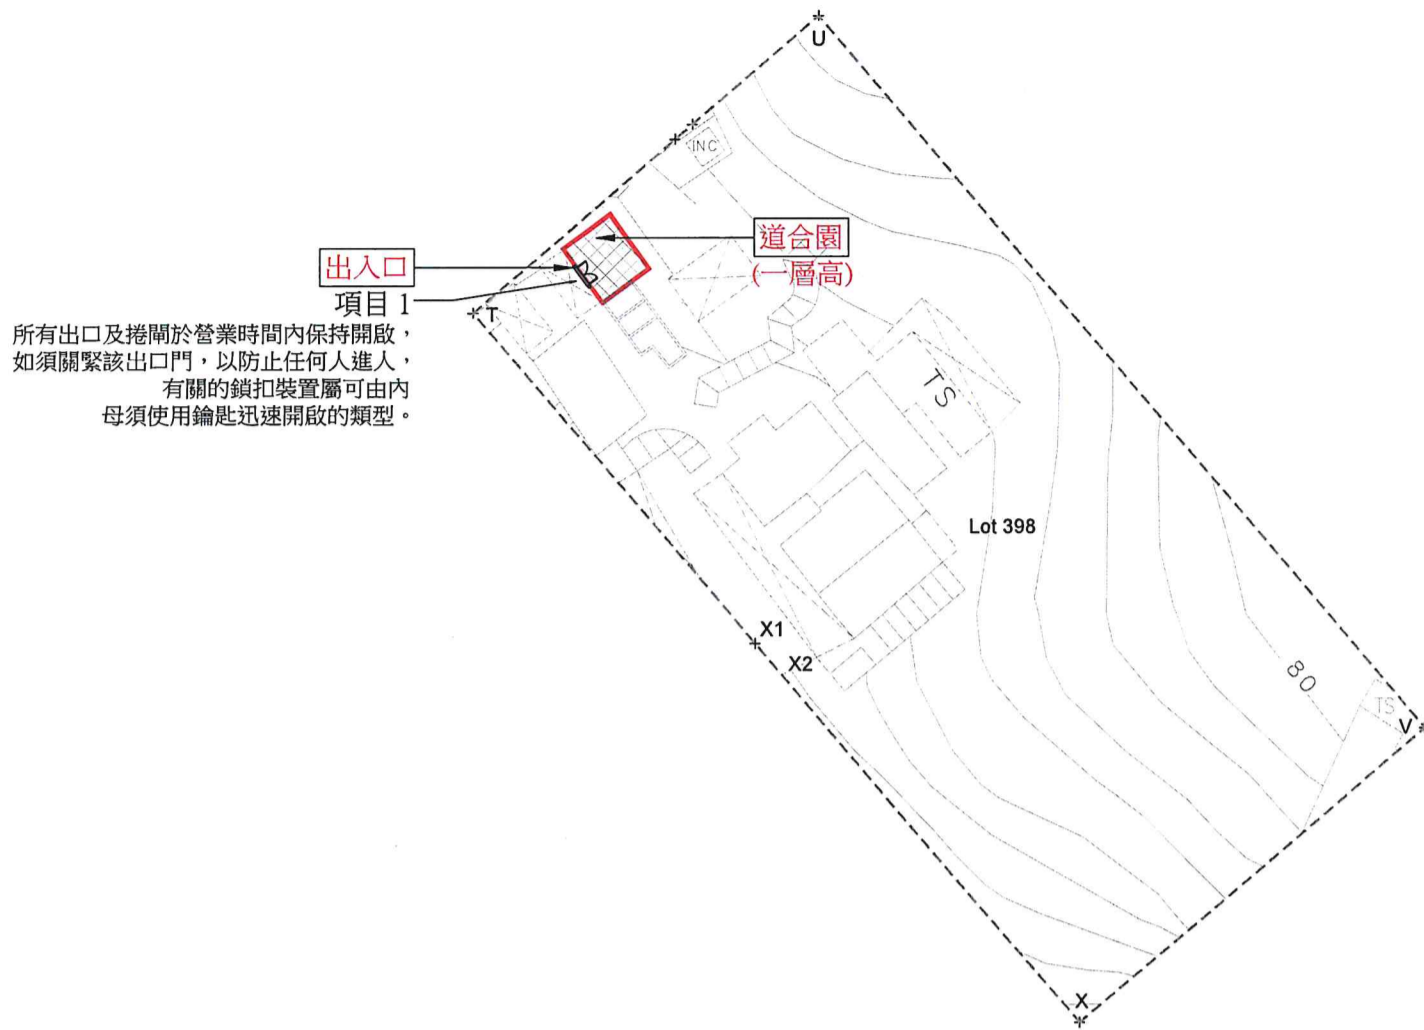 U
INC
道合園
(一層高)
出入口
項目 1
T
所有出口及捲閘於營業時間內保持開啟，
如須關緊該出口門，以防止任何人進入，
有關的鎖扣裝置屬可由內
母須使用鑰匙迅速開啟的類型。
TS
Lot 398
X1
X2
80
TS
V
X